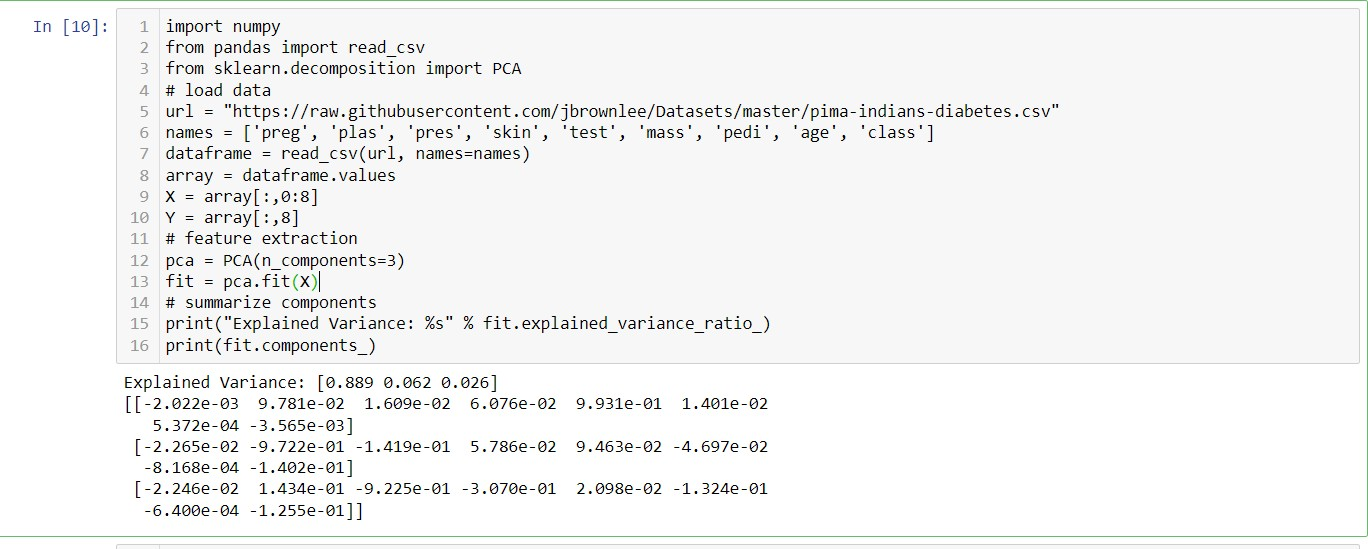 In [10]:
1 import numpy
2 from pandas import read_csv
3 from sklearn.decomposition import PCA
4 # load data
5 url = "https://raw.githubusercontent.com/jbrownlee/Datasets/master/pima-indians-diabetes.csv"
6 names = ['preg', 'plas', 'pres', 'skin', 'test', 'mass', 'pedi', 'age', 'class']
7 dataframe = read_csv(url, names=names)
8 array = dataframe.values
9 X = array[:,0:8]
10 Y = array[:,8]
11 # feature extraction
12 pca = PCA(n_components=3)
13 fit = pca.fit(X)
14 # summarize components
15 print("Explained Variance: %s" % fit.explained_variance_ratio_)
16 print(fit.components_)
Explained Variance: [0.889 0.062 0.026]
[[-2.022e-03  9.781e-02  1.609e-02  6.076e-02  9.931e-01  1.401e-02
   5.372e-04 -3.565e-03]
 [-2.265e-02 -9.722e-01 -1.419e-01  5.786e-02  9.463e-02 -4.697e-02
  -8.168e-04 -1.402e-01]
 [-2.246e-02  1.434e-01 -9.225e-01 -3.070e-01  2.098e-02 -1.324e-01
  -6.400e-04 -1.255e-01]]